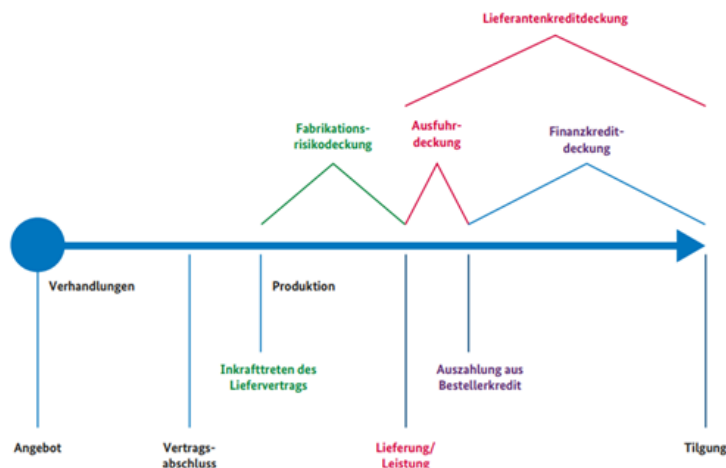 Lieferantenkreditdeckung
Fabrikations-
risikodeckung
Ausfuhr-
deckung
Finanzkredit-
deckung
Verhandlungen
Produktion
Inkrafttreten des
Liefervertrags
Auszahlung aus
Bestellerkredit
Angebot
Vertrags-
abschluss
Lieferung/
Leistung
Tilgung